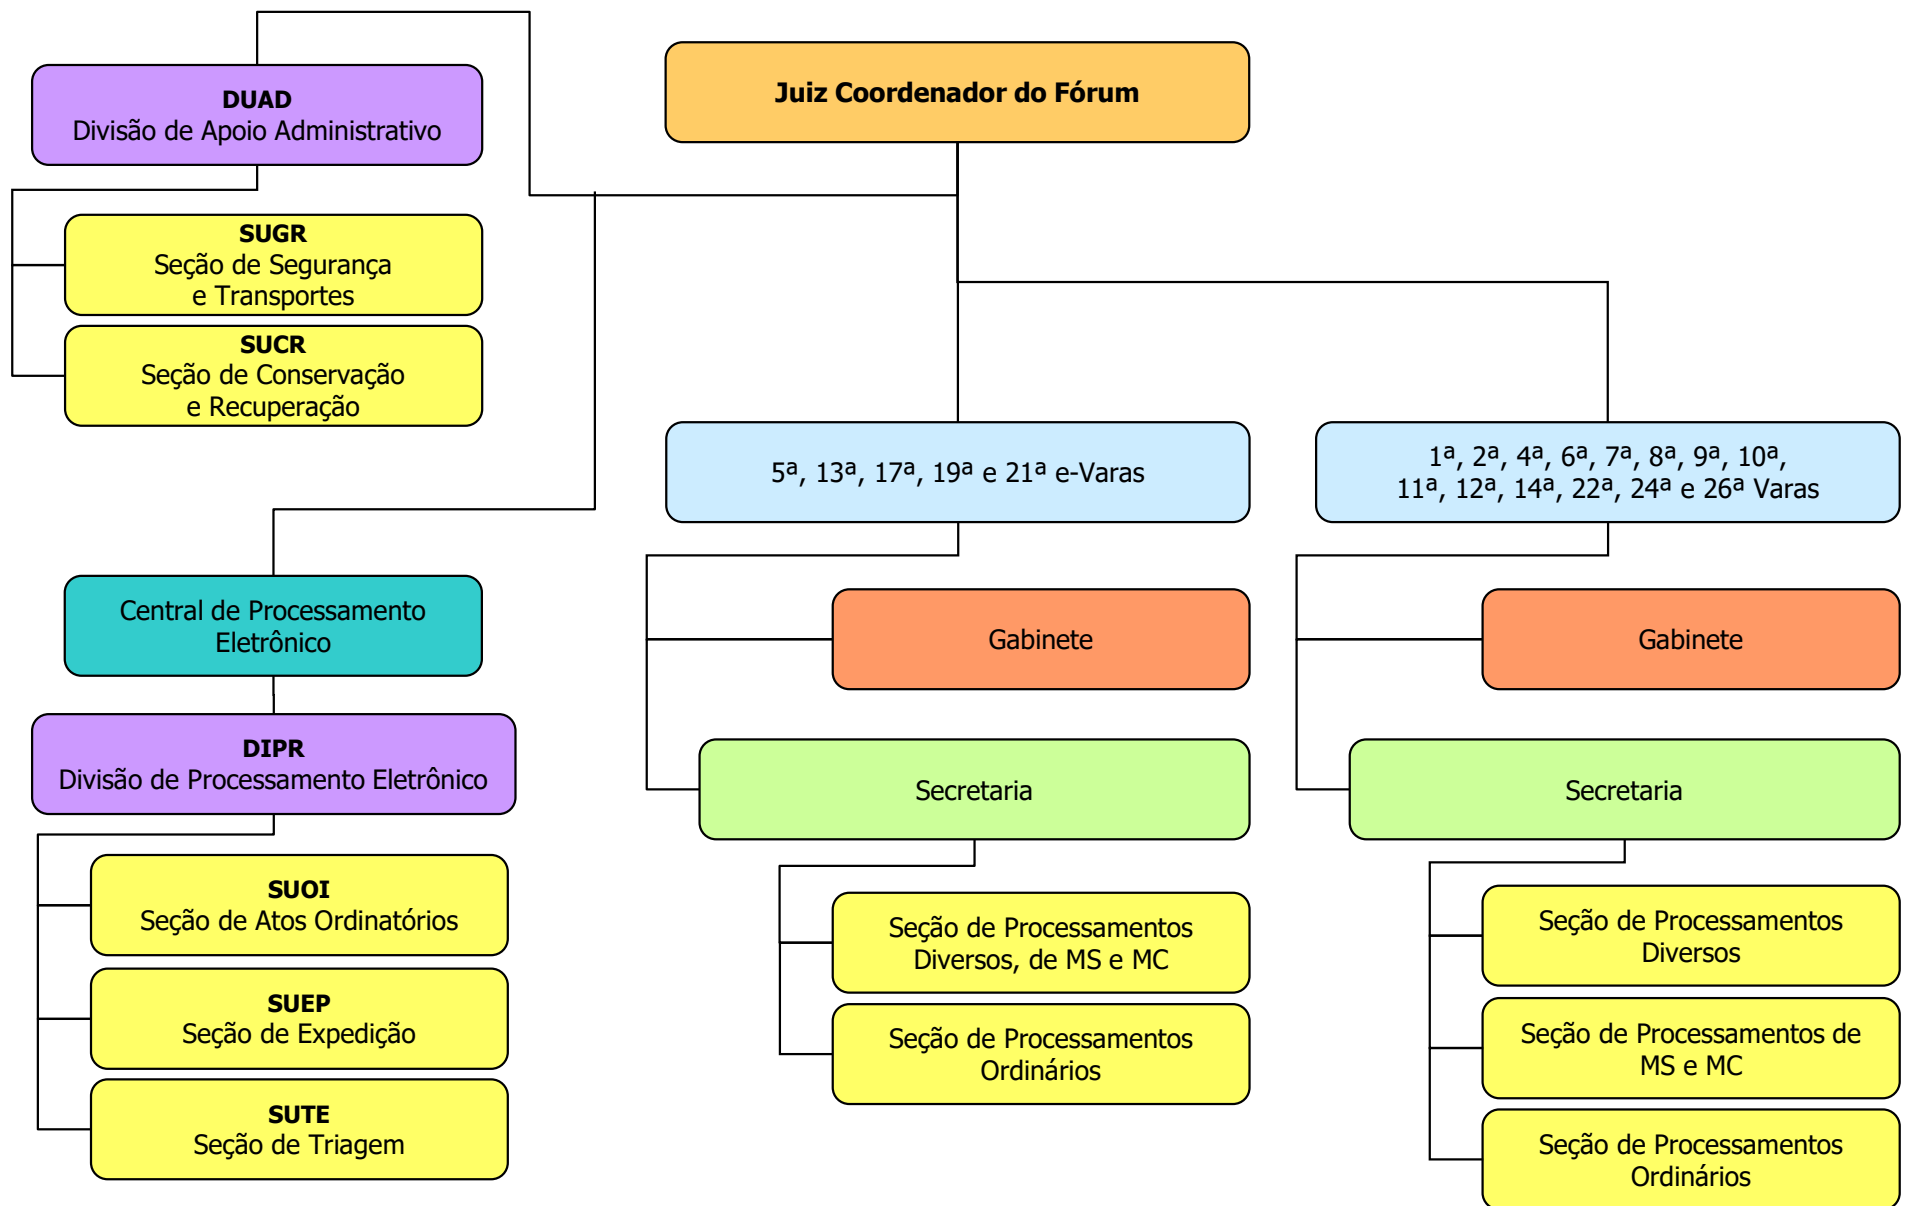 Juiz Coordenador do Fórum
DUAD
Divisão de Apoio Administrativo
SUGR
Seção de Segurança
e Transportes
SUCR
Seção de Conservação
e Recuperação
Central de Processamento
Eletrônico
DIPR
Divisão de Processamento Eletrônico
SUOI
Seção de Atos Ordinatórios
SUEP
Seção de Expedição
SUTE
Seção de Triagem
5ª, 13ª, 17ª, 19ª e 21ª e-Varas
Gabinete
Secretaria
Seção de Processamentos
Diversos, de MS e MC
Seção de Processamentos
Ordinários
1ª, 2ª, 4ª, 6ª, 7ª, 8ª, 9ª, 10ª,
11ª, 12ª, 14ª, 22ª, 24ª e 26ª Varas
Gabinete
Secretaria
Seção de Processamentos
Diversos
Seção de Processamentos de
MS e MC
Seção de Processamentos
Ordinários